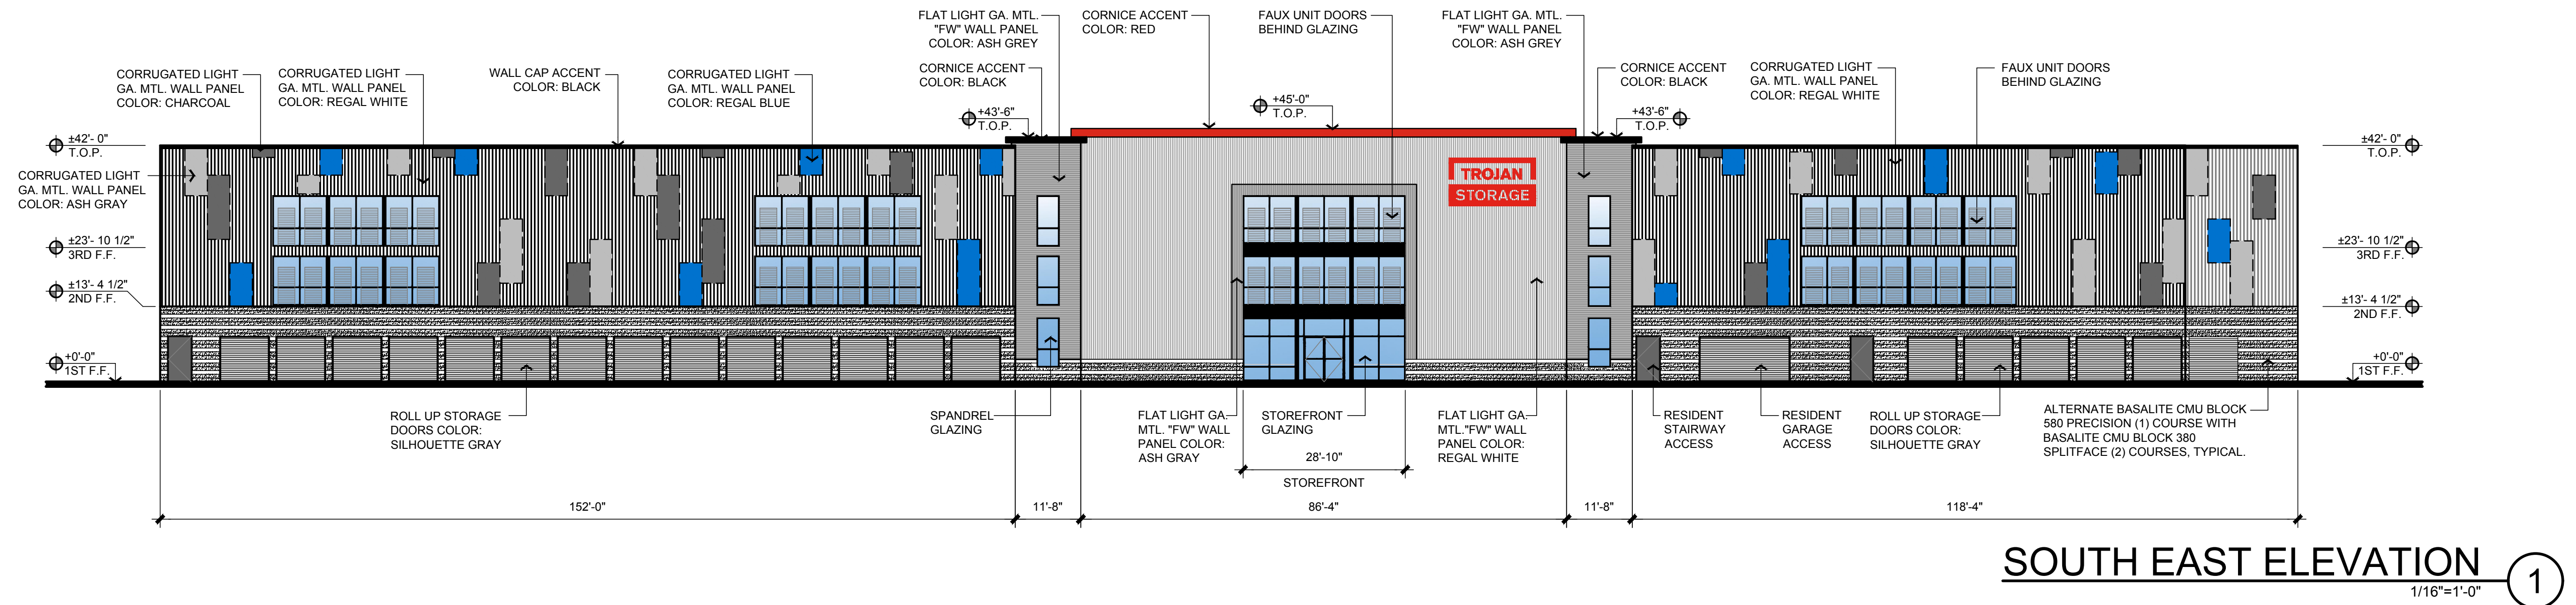 FLAT LIGHT GA. MTL.
"FW" WALL PANEL
COLOR: ASH GREY
CORNICE ACCENT
COLOR: RED
FAUX UNIT DOORS
BEHIND GLAZING
FLAT LIGHT GA. MTL.
"FW" WALL PANEL
COLOR: ASH GREY
CORRUGATED LIGHT
GA. MTL. WALL PANEL
COLOR: CHARCOAL
CORRUGATED LIGHT
GA. MTL. WALL PANEL
COLOR: REGAL WHITE
WALL CAP ACCENT
COLOR: BLACK
CORRUGATED LIGHT
GA. MTL. WALL PANEL
COLOR: REGAL BLUE
CORNICE ACCENT
COLOR: BLACK
CORNICE ACCENT
COLOR: BLACK
CORRUGATED LIGHT
GA. MTL. WALL PANEL
COLOR: REGAL WHITE
FAUX UNIT DOORS
BEHIND GLAZING
+43'-6"
T.O.P.
+45'-0"
T.O.P.
+43'-6"
T.O.P.
±42'- 0"
T.O.P.
±42'- 0"
T.O.P.
CORRUGATED LIGHT
GA. MTL. WALL PANEL
COLOR: ASH GRAY
TROJAN
STORAGE
±23'- 10 1/2"
3RD F.F.
±23'- 10 1/2"
3RD F.F.
±13'- 4 1/2"
2ND F.F.
±13'- 4 1/2"
2ND F.F.
+0'-0"
1ST F.F.
+0'-0"
1ST F.F.
ROLL UP STORAGE
DOORS COLOR:
SILHOUETTE GRAY
SPANDREL
GLAZING
FLAT LIGHT GA.
MTL. "FW" WALL
PANEL COLOR:
ASH GRAY
STOREFRONT
GLAZING
FLAT LIGHT GA.
MTL."FW" WALL
PANEL COLOR:
REGAL WHITE
RESIDENT
STAIRWAY
ACCESS
RESIDENT
GARAGE
ACCESS
ROLL UP STORAGE
DOORS COLOR:
SILHOUETTE GRAY
ALTERNATE BASALITE CMU BLOCK
580 PRECISION (1) COURSE WITH
BASALITE CMU BLOCK 380
SPLITFACE (2) COURSES, TYPICAL.
28'-10"
STOREFRONT
152'-0"
11'-8"
86'-4"
11'-8"
118'-4"
SOUTH EAST ELEVATION
1/16"=1'-0"
1